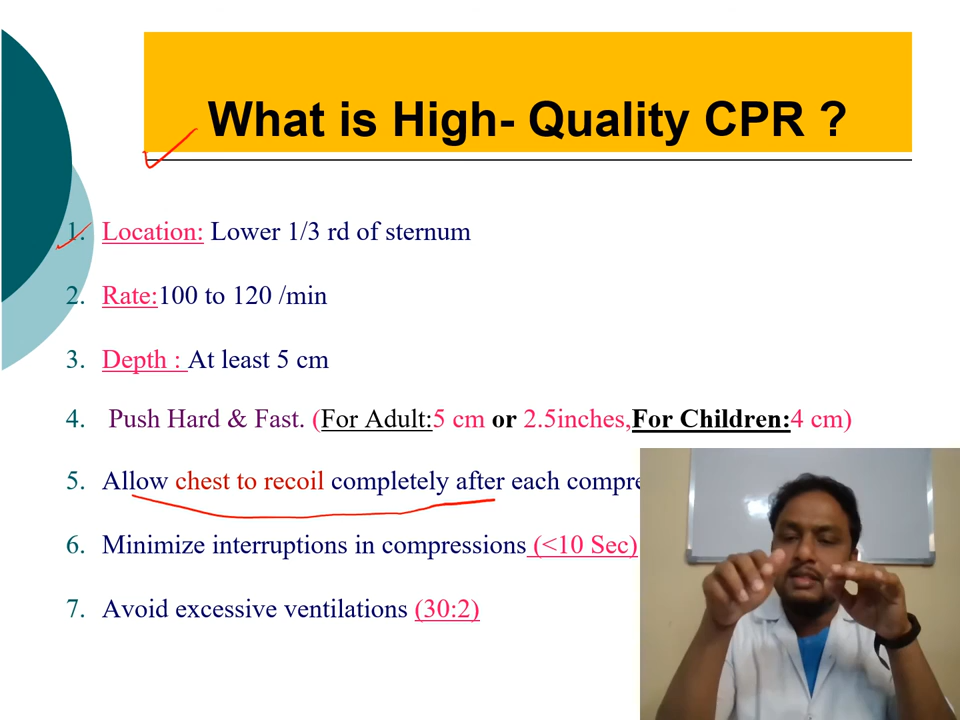 What is High- Quality CPR ?
1. Location: Lower 1/3 rd of sternum
2. Rate:100 to 120 /min
3. Depth : At least 5 cm
4. Push Hard & Fast. (For Adult:5 cm or 2.5inches,For Children:4 cm)
5. Allow chest to recoil completely after each compre
6. Minimize interruptions in compressions (<10 Sec)
7. Avoid excessive ventilations (30:2)